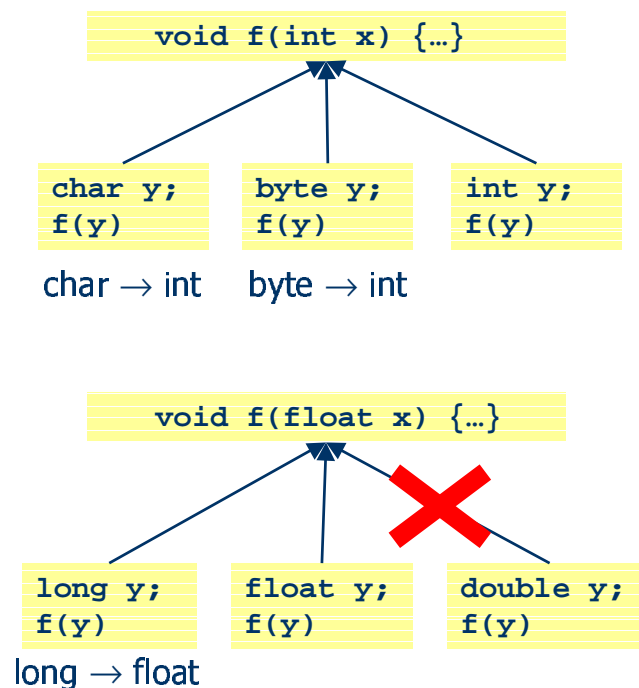 void f(int x) {…}
char y;
f(y)
byte y;
f(y)
int y;
f(y)
char → int
byte → int
void f(float x) {…}
long y;
f(y)
float y;
f(y)
double y;
f(y)
long → float